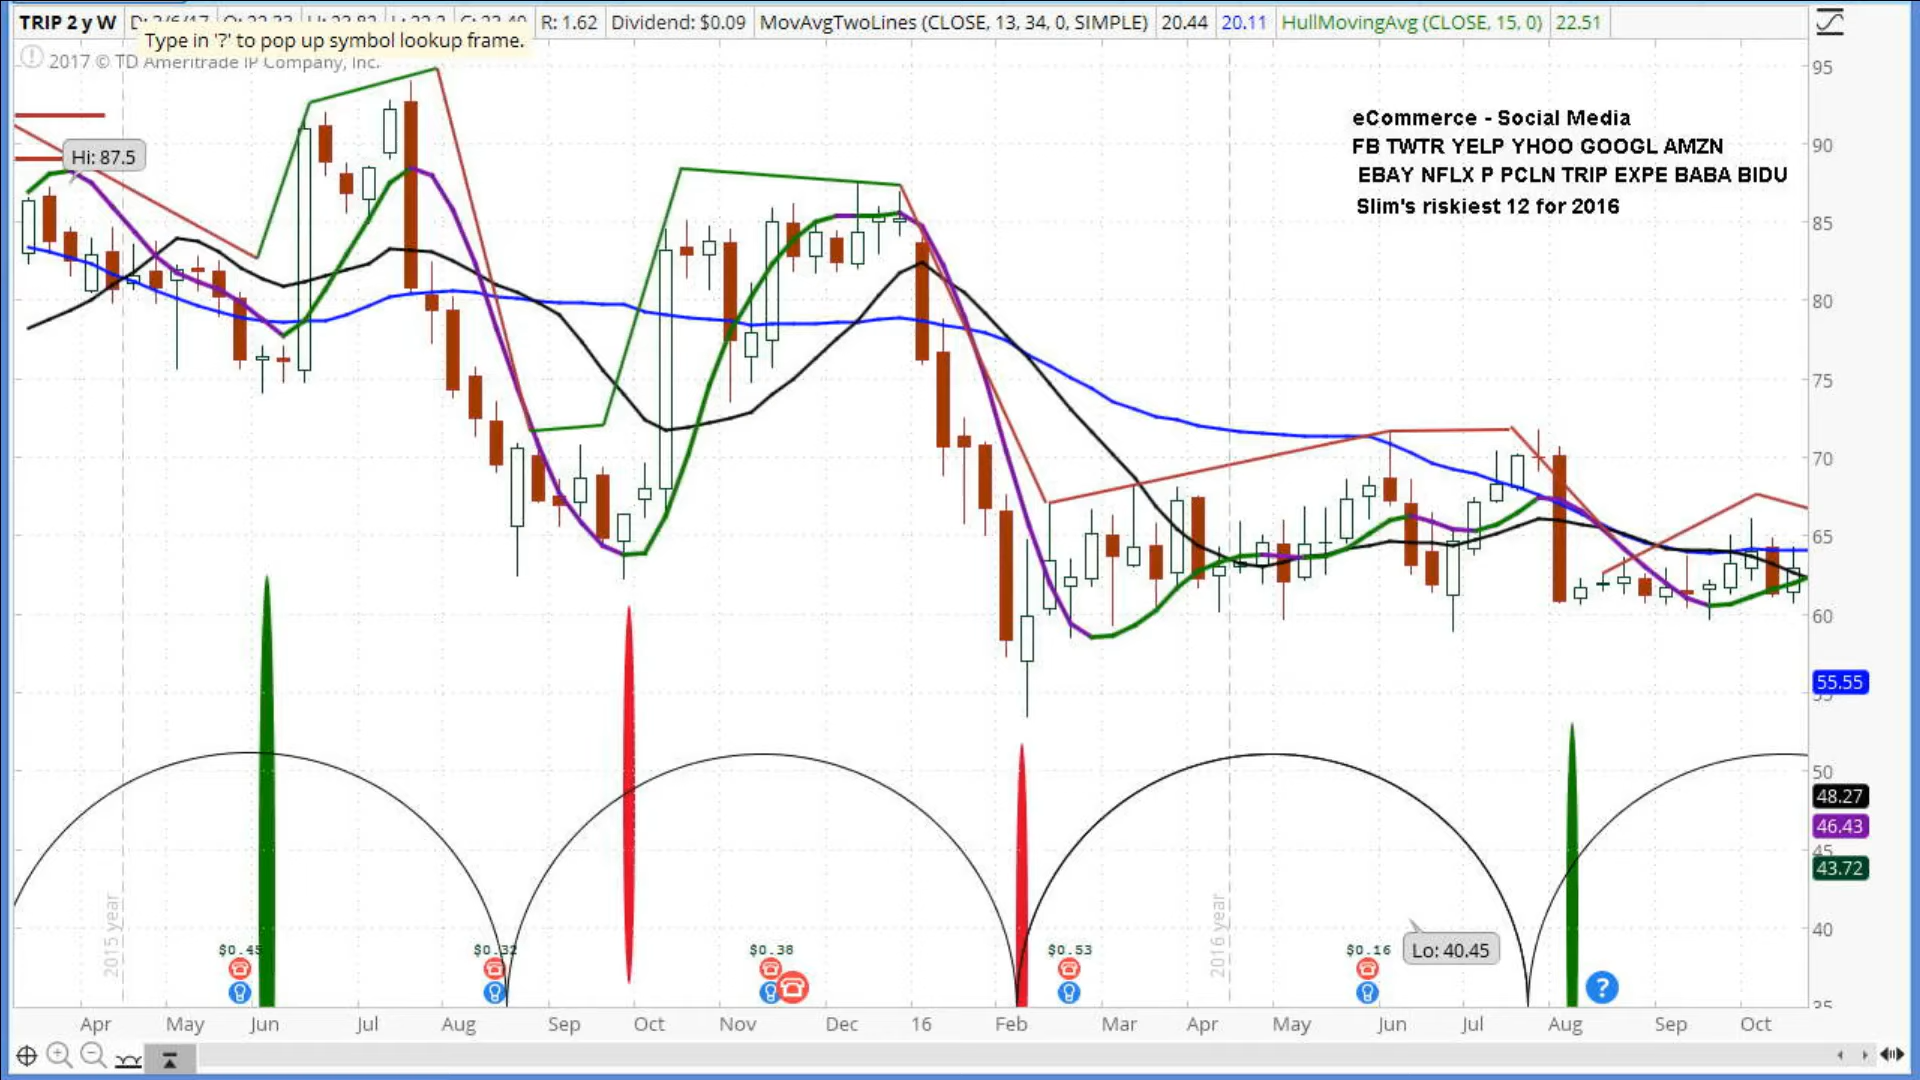 TRIP 2 y W D: 3/6/17 R: 1.62 Dividend: $0.09 MovAvgTwoLines (CLOSE, 13, 34, 0, SIMPLE) 20.44 20.11 HullMovingAvg (CLOSE, 15, 0) 22.51
Type in '?' to pop up symbol lookup frame.
2017 © TD Ameritrade IP Company, Inc.
95
eCommerce - Social Media
FB TWTR YELP YHOO GOOGL AMZN
90
Hi: 87.5
EBAY NFLX P PCLN TRIP EXPE BABA BIDU
Slim's riskiest 12 for 2016
85
80
75
70
65
60
55.55
50
48.27
46.43
45
43.72
40
2015 year
2016 year
$0.45 $0.32 $0.38 $0.53 $0.16 Lo: 40.45
?
35
Apr May Jun Jul Aug Sep Oct Nov Dec 16 Feb Mar Apr May Jun Jul Aug Sep Oct